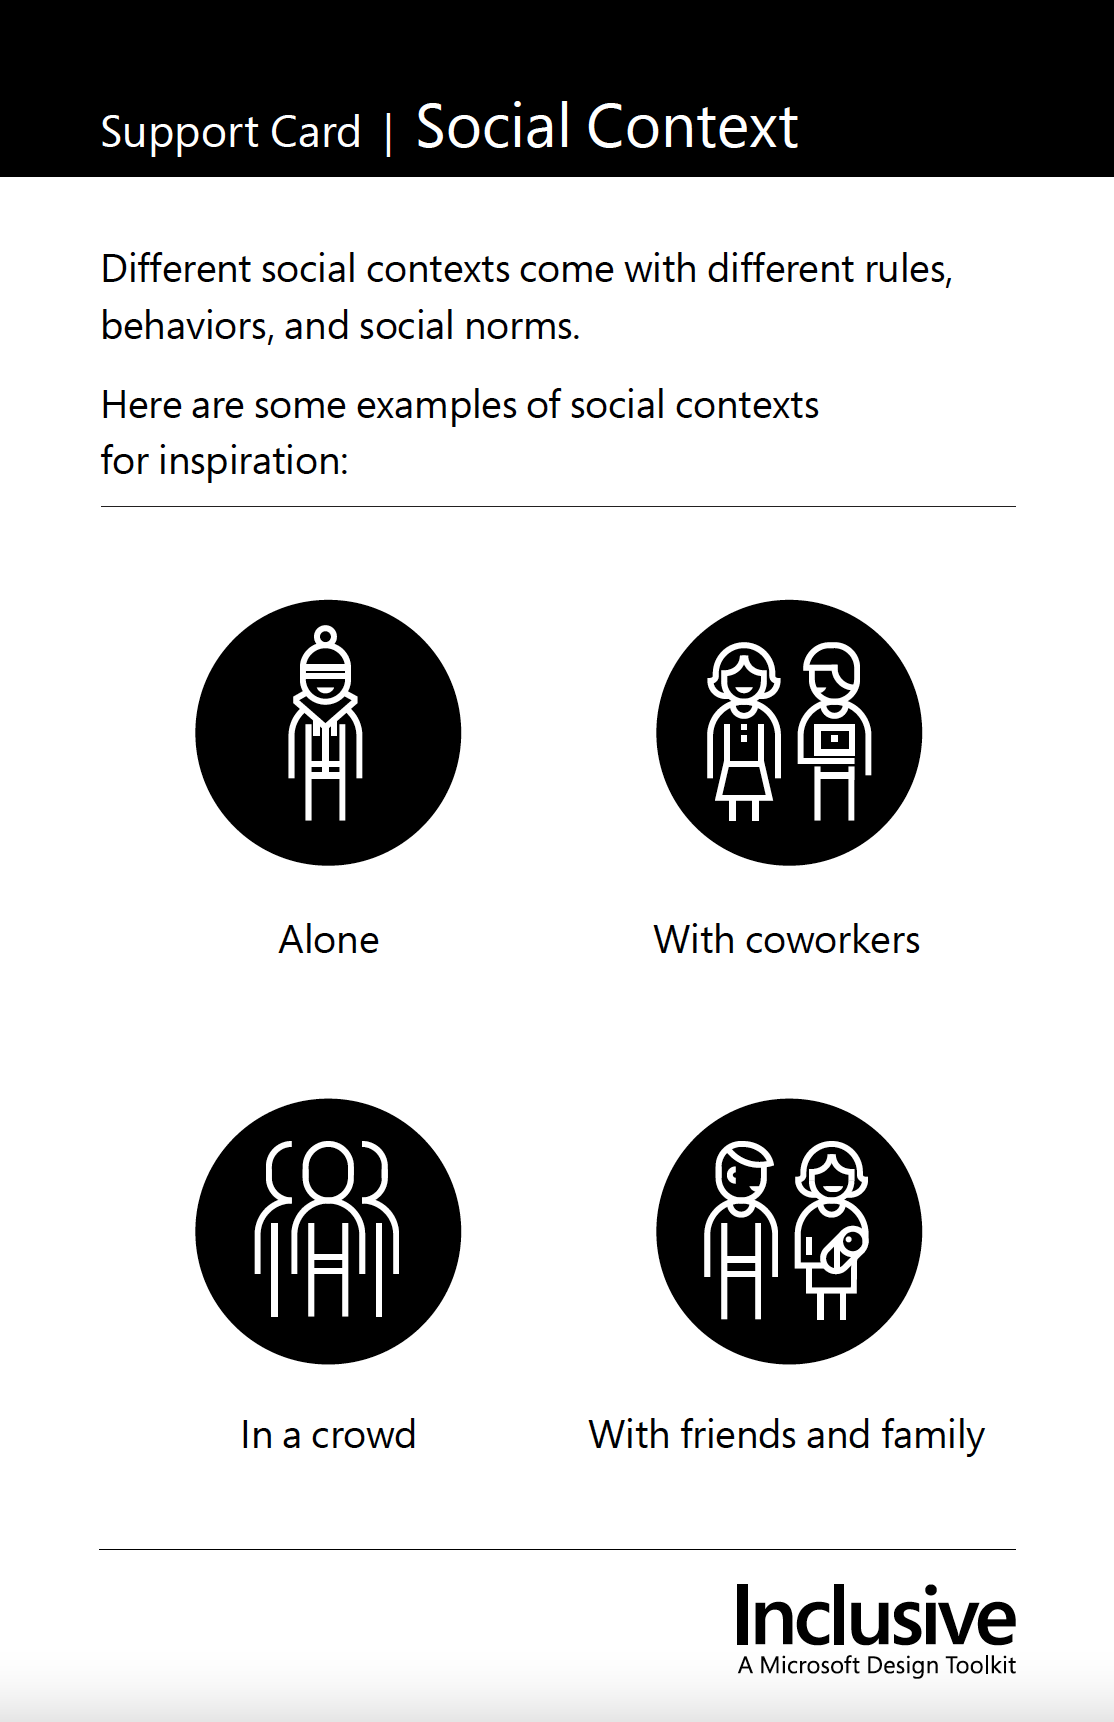 Support Card | Social Context
Different social contexts come with different rules,
behaviors, and social norms.
Here are some examples of social contexts
for inspiration:
Alone
With coworkers
In a crowd
With friends and family
Inclusive
A Microsoft Design Toolkit